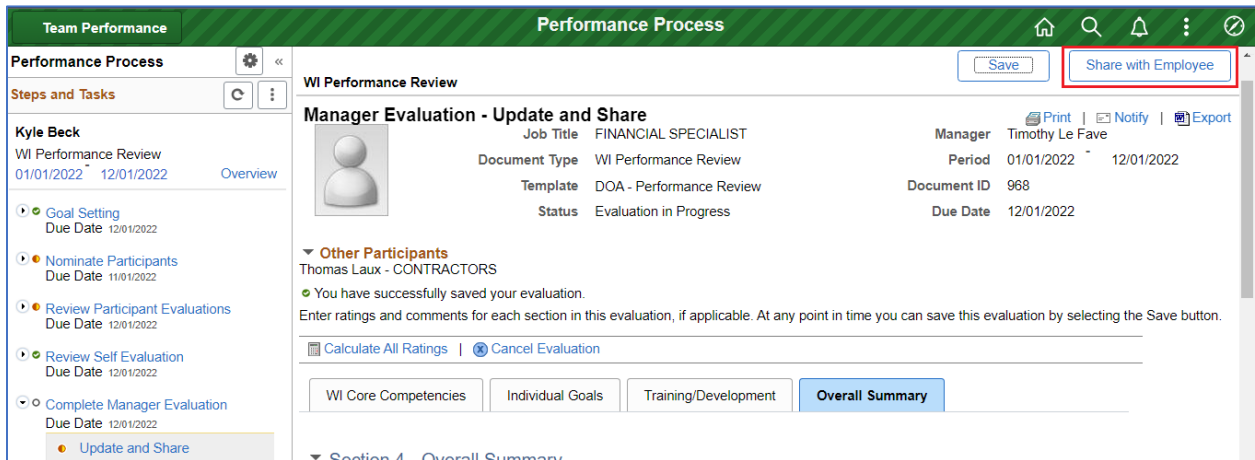 Team Performance
Performance Process
Performance Process
«
Steps and Tasks
Kyle Beck
WI Performance Review
01/01/2022 - 12/01/2022 Overview
Goal Setting
Due Date 12/01/2022
Nominate Participants
Due Date 11/01/2022
Review Participant Evaluations
Due Date 12/01/2022
Review Self Evaluation
Due Date 12/01/2022
Complete Manager Evaluation
Due Date 12/01/2022
Update and Share
Save Share with Employee
WI Performance Review
Manager Evaluation - Update and Share
Print | Notify | Export
Job Title FINANCIAL SPECIALIST Manager Timothy Le Fave
Document Type WI Performance Review Period 01/01/2022 - 12/01/2022
Template DOA - Performance Review Document ID 968
Status Evaluation in Progress Due Date 12/01/2022
Other Participants
Thomas Laux - CONTRACTORS
You have successfully saved your evaluation.
Enter ratings and comments for each section in this evaluation, if applicable. At any point in time you can save this evaluation by selecting the Save button.
Calculate All Ratings | Cancel Evaluation
WI Core Competencies Individual Goals Training/Development Overall Summary
Section 4 - Overall Summary